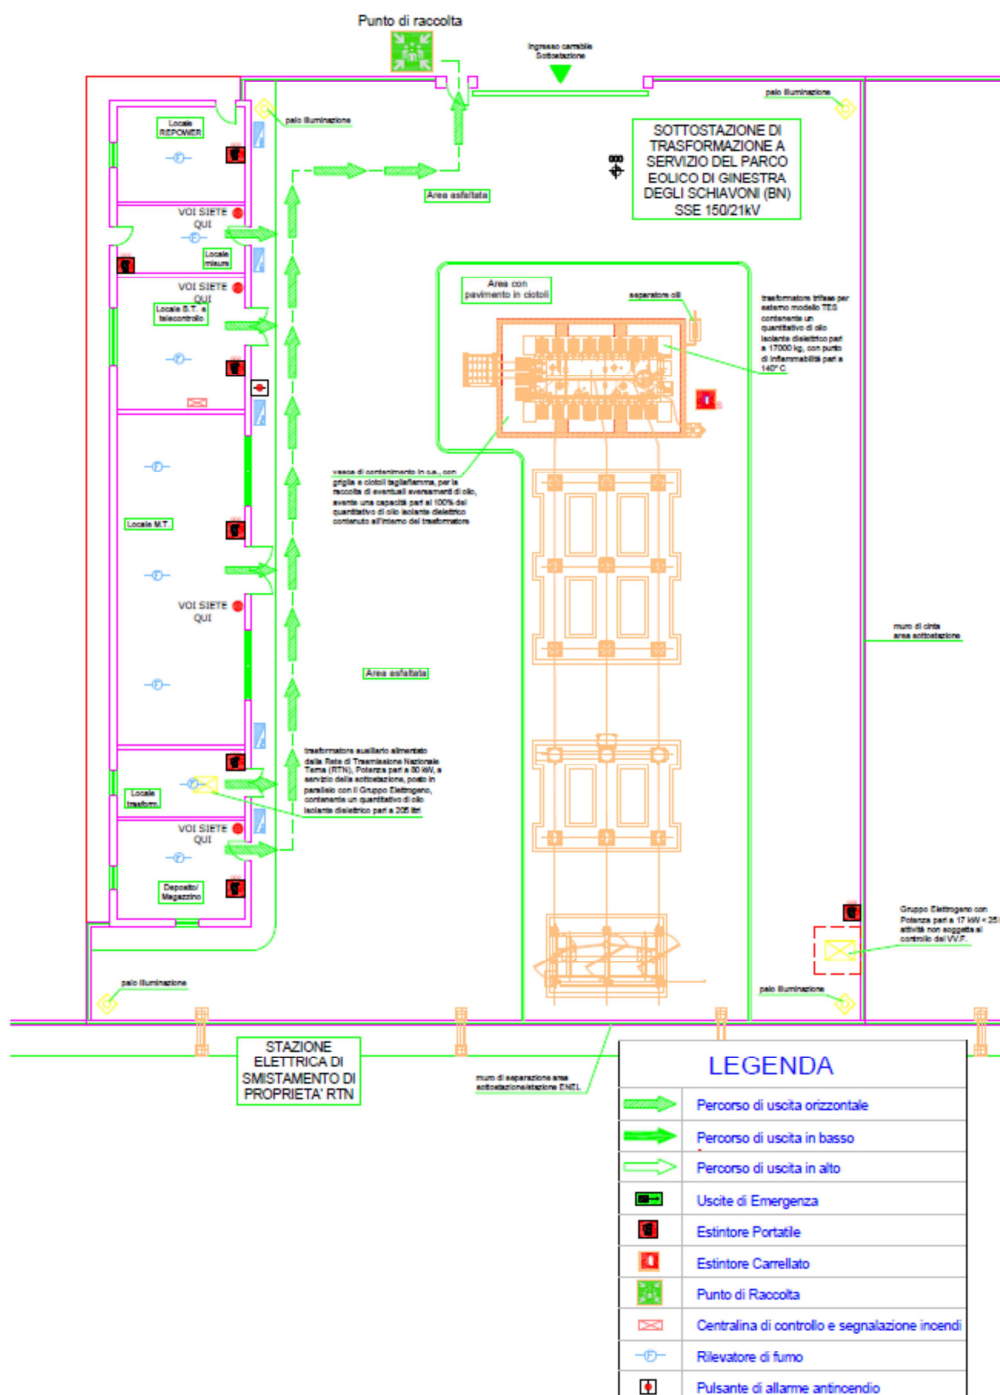 Punto di raccolta
Ingresso carrabile
Sottostazione
palo illuminazione
palo illuminazione
Locale
REPOWER
SOTTOSTAZIONE DI
TRASFORMAZIONE A
SERVIZIO DEL PARCO
EOLICO DI GINESTRA
DEGLI SCHIAVONI (BN)
SSE 150/21kV
Area asfaltata
VOI SIETE
QUI
Locale
misure
Area con
pavimento in ciotoli
separatore olii
trasformatore trifase per
esterno modello TES
contenente un
quantitativo di olio
isolante dielettrico pari
a 17000 kg, con punto
di infiammabilità pari a
140° C
VOI SIETE
QUI
Locale B.T. e
telecontrollo
vasca di contenimento in c.a., con
griglia e ciotoli tagliafiamma, per la
raccolta di eventuali sversamenti di olio,
avente una capacità pari al 100% del
quantitativo di olio isolante dielettrico
contenuto all'interno del trasformatore
Locale M.T.
VOI SIETE
QUI
muro di cinta
area sottostazione
Area asfaltata
trasformatore ausiliario alimentato
dalla Rete di Trasmissione Nazionale
Terna (RTN), Potenza pari a 80 kW, a
servizio della sottostazione, posto in
parallelo con il Gruppo Elettrogeno,
contenente un quantitativo di olio
isolante dielettrico pari a 205 litri
Locale
trasform.
VOI SIETE
QUI
Deposito/
Magazzino
Gruppo Elettrogeno con
Potenza pari a 17 kW < 25
attività non soggetta al
controllo dei VV.F.
palo illuminazione
palo illuminazione
STAZIONE
ELETTRICA DI
SMISTAMENTO DI
PROPRIETA' RTN
muro di separazione area
sottostazione/stazione ENEL
LEGENDA
Percorso di uscita orizzontale
Percorso di uscita in basso
Percorso di uscita in alto
Uscite di Emergenza
Estintore Portatile
Estintore Carrellato
Punto di Raccolta
Centralina di controllo e segnalazione incendi
Rilevatore di fumo
Pulsante di allarme antincendio